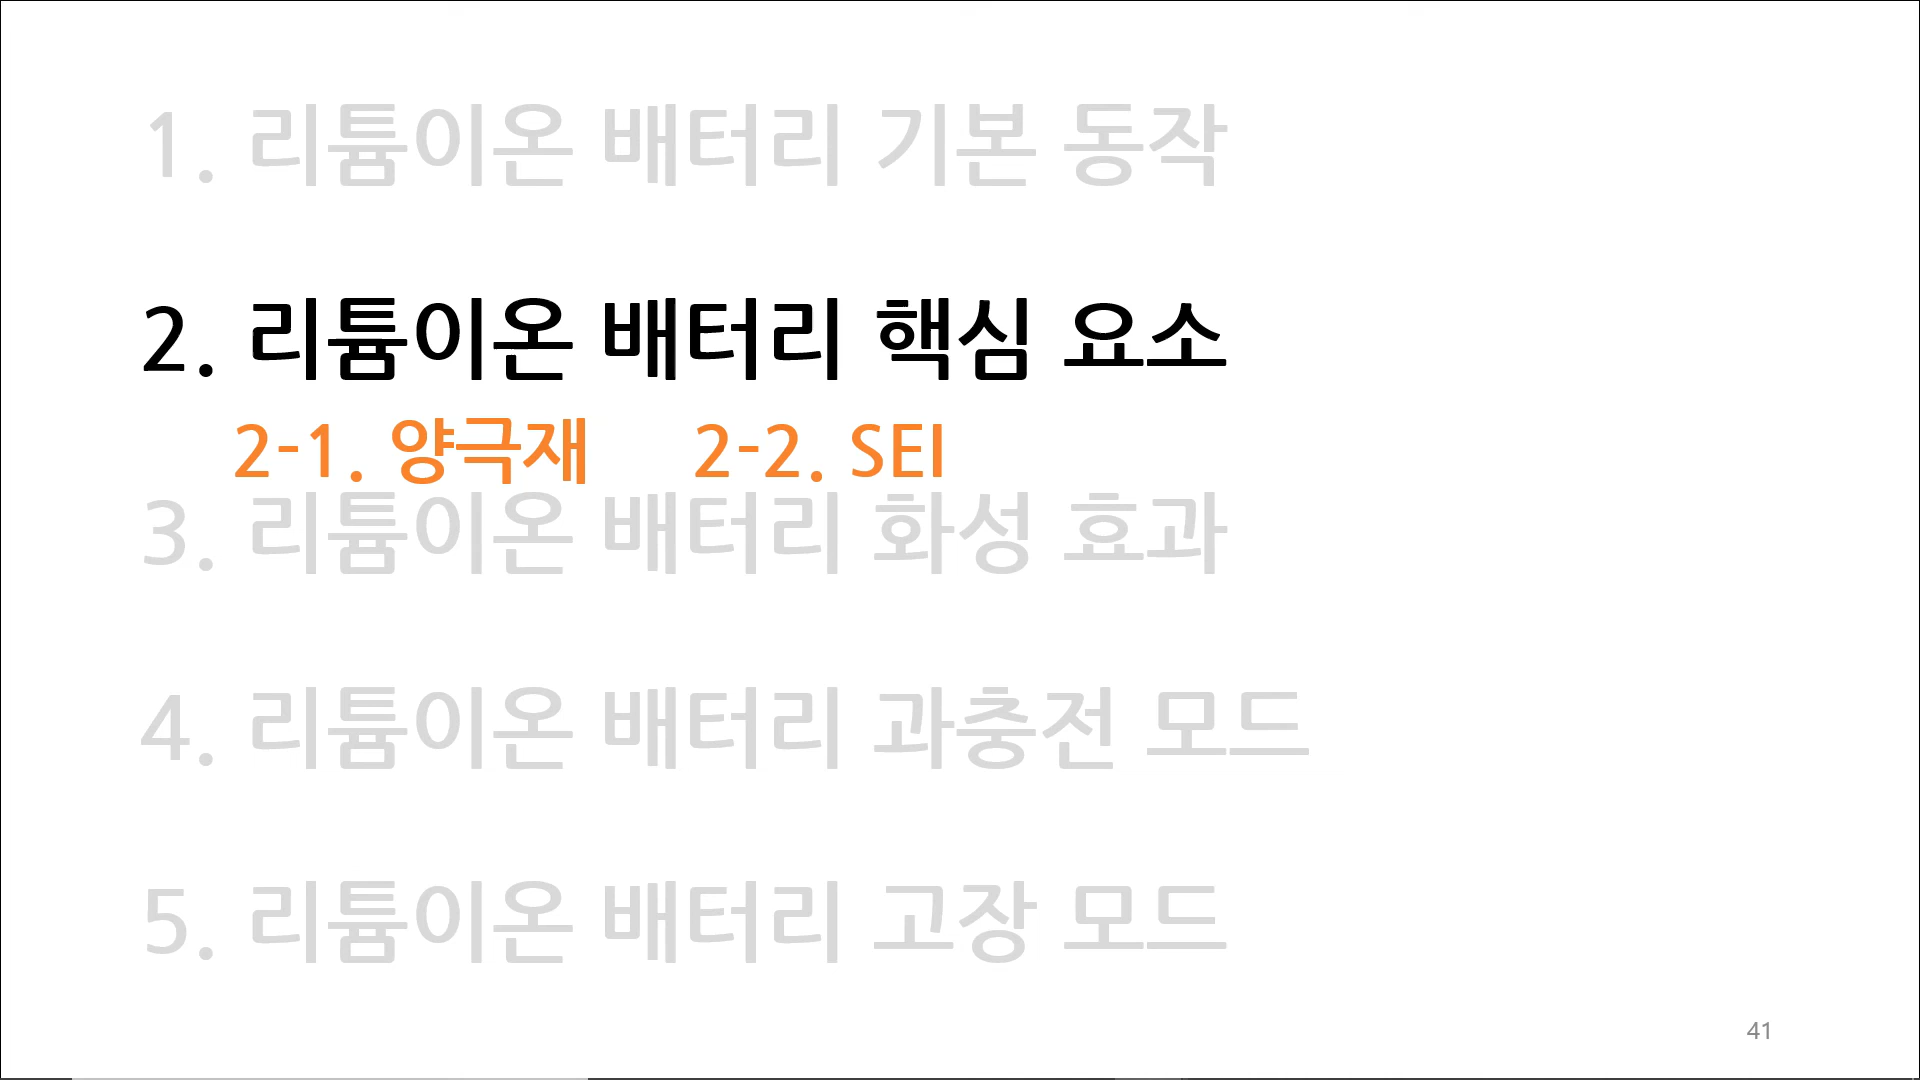 1. 리튬이온 배터리 기본 동작
2. 리튬이온 배터리 핵심 요소
2-1. 양극재 2-2. SEI
3. 리튬이온 배터리 화성 효과
4. 리튬이온 배터리 과충전 모드
5. 리튬이온 배터리 고장 모드
41